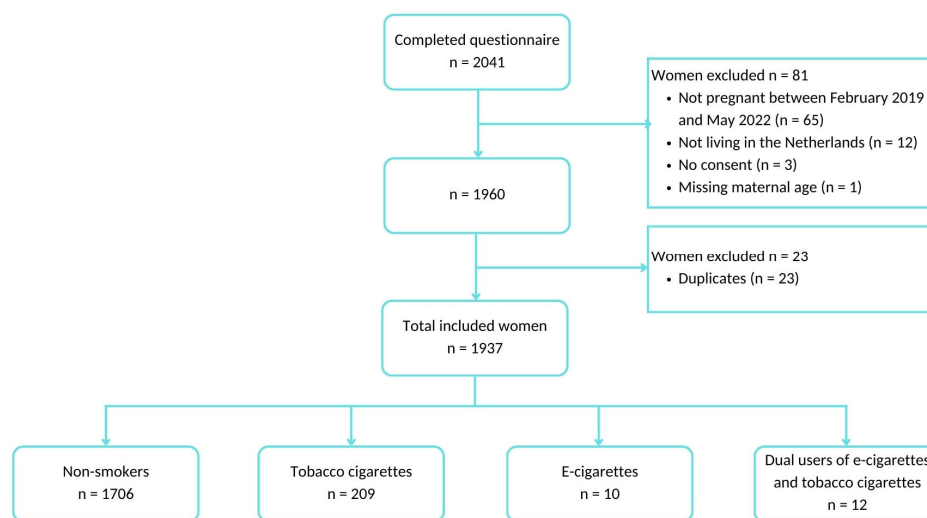 Completed questionnaire
n = 2041
Women excluded n = 81
• Not pregnant between February 2019
and May 2022 (n = 65)
• Not living in the Netherlands (n = 12)
• No consent (n = 3)
• Missing maternal age (n = 1)
n = 1960
Women excluded n = 23
• Duplicates (n = 23)
Total included women
n = 1937
Non-smokers
n = 1706
Tobacco cigarettes
n = 209
E-cigarettes
n = 10
Dual users of e-cigarettes
and tobacco cigarettes
n = 12